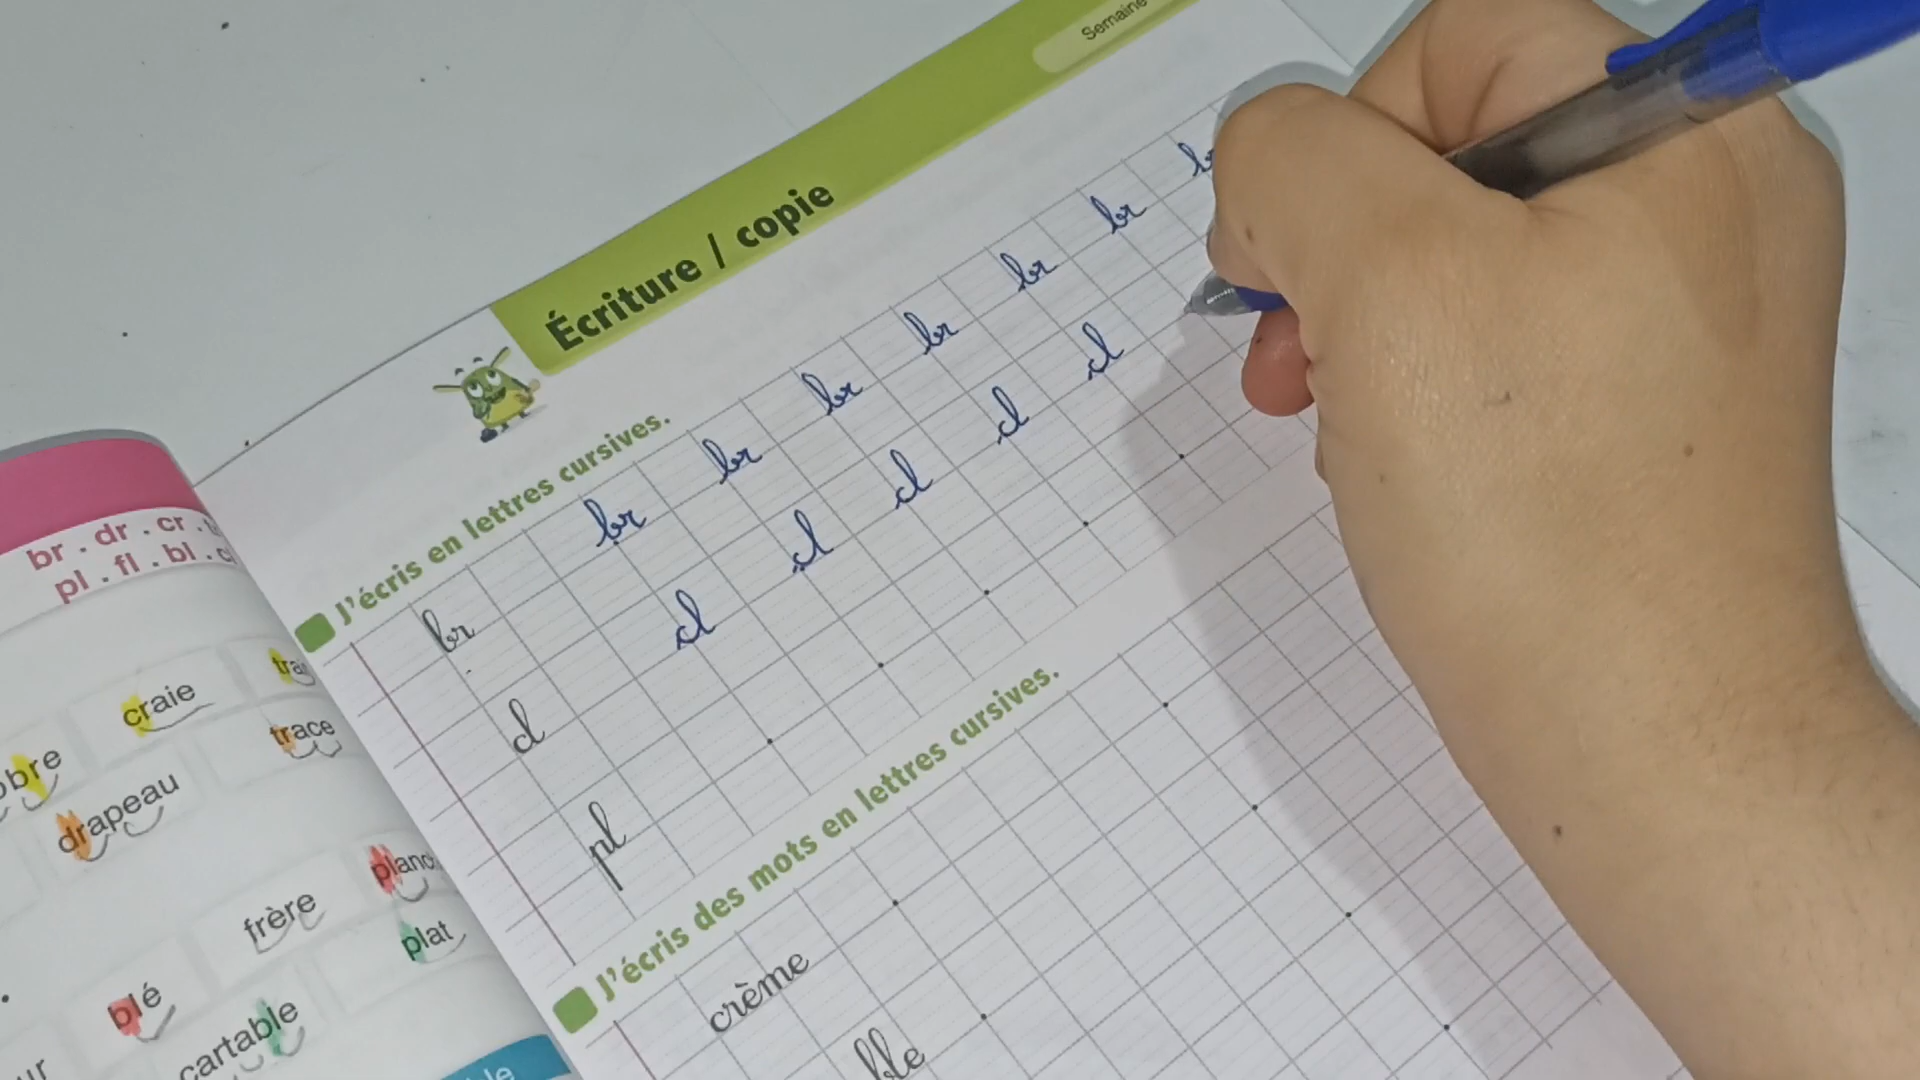 br . dr . cr .
pl . fl . bl .
craie
trace
drapeau
frère
plat
blé
cartable
Semaine
Écriture / copie
J'écris en lettres cursives.
br br br br br br br br
cl cl cl cl cl cl
pl
J'écris des mots en lettres cursives.
crème